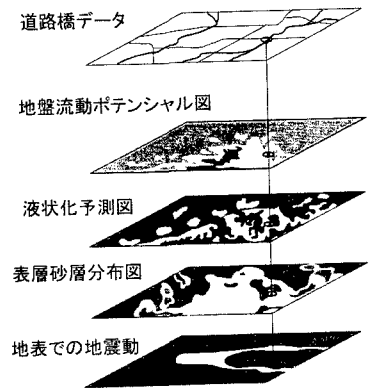 道路橋データ
地盤流動ポテンシャル図
液状化予測図
表層砂層分布図
地表での地震動